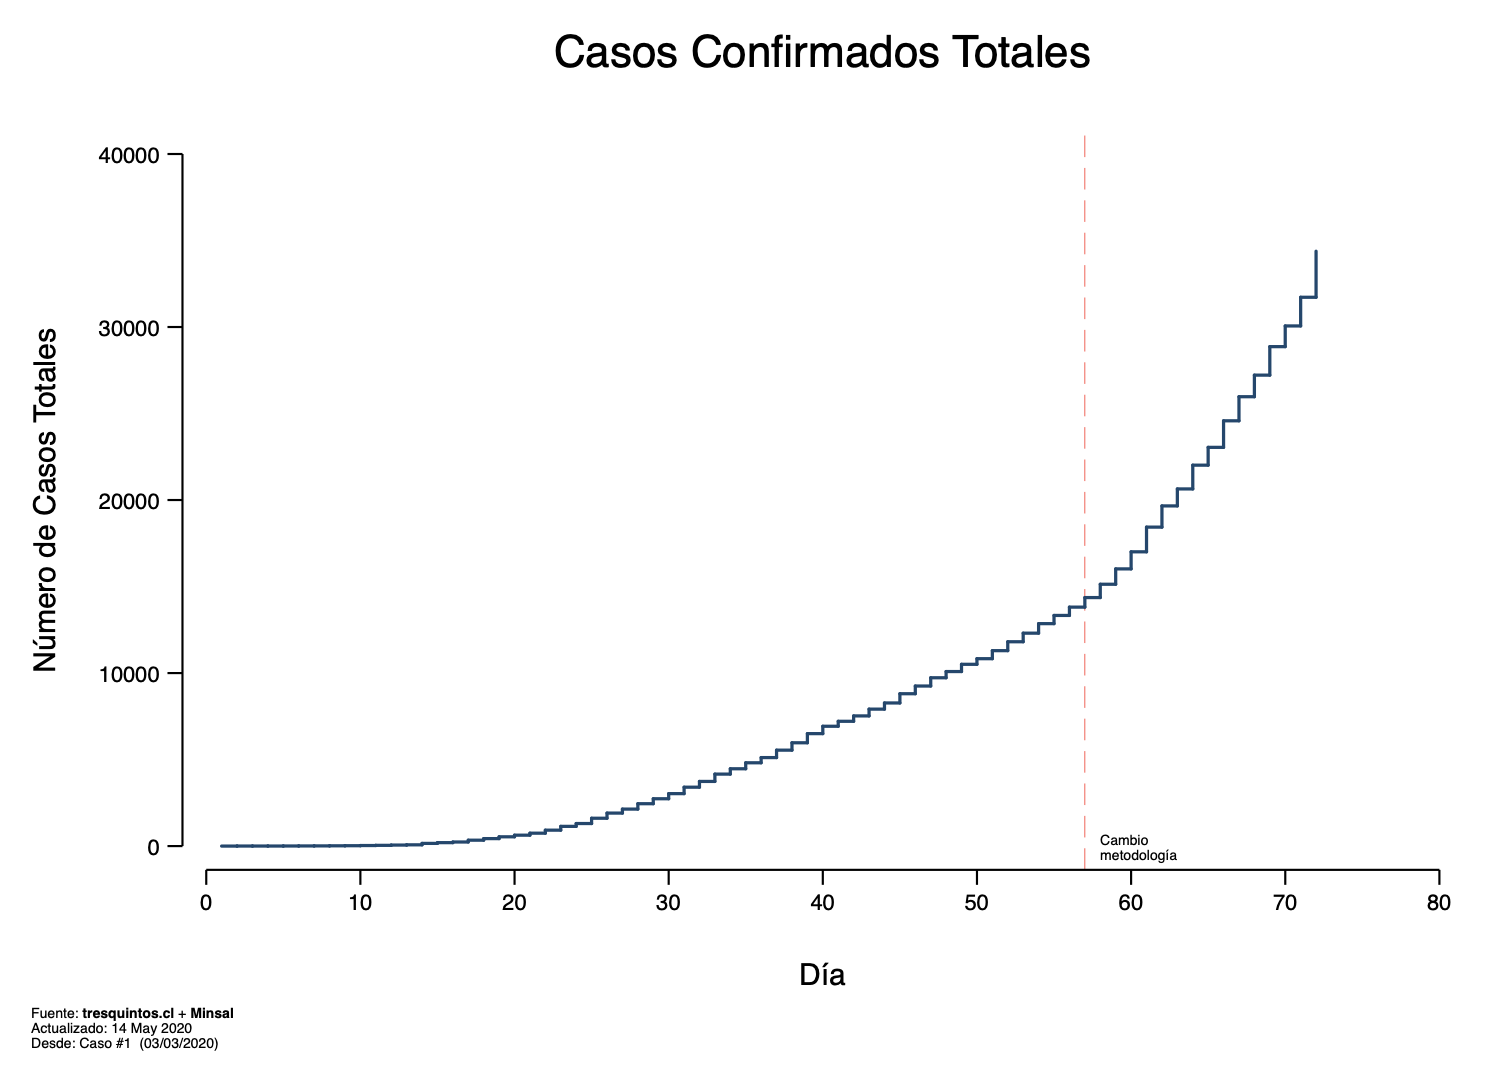 Casos Confirmados Totales
Número de Casos Totales
40000
30000
20000
10000
0
Cambio
metodología
0 10 20 30 40 50 60 70 80
Día
Fuente: tresquintos.cl + Minsal
Actualizado: 14 May 2020
Desde: Caso #1 (03/03/2020)